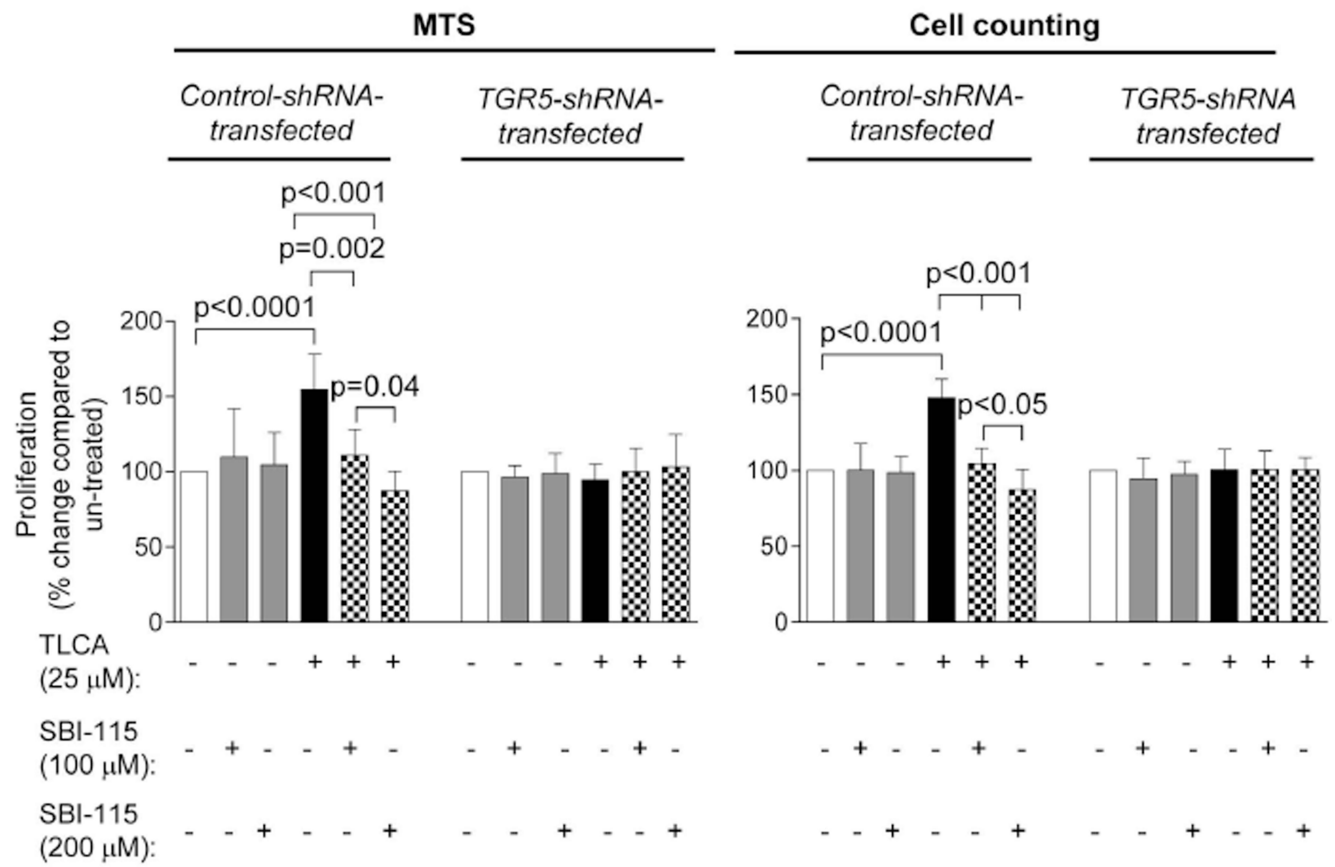 MTS
Cell counting
Control-shRNA-
transfected
TGR5-shRNA-
transfected
Control-shRNA-
transfected
TGR5-shRNA
transfected
p<0.001
p=0.002
p<0.0001
p=0.04
p<0.001
p<0.0001
p<0.05
Proliferation
(% change compared to
un-treated)
200
150
100
50
0
200
150
100
50
0
TLCA
(25 μM):
- - - + + + - - - + + + - - - + + + - - - + + +
SBI-115
(100 μM):
- + - - + - - + - - + - - + - - + - - + - - + -
SBI-115
(200 μM):
- - + - - + - - + - - + - - + - - + - - + - - +